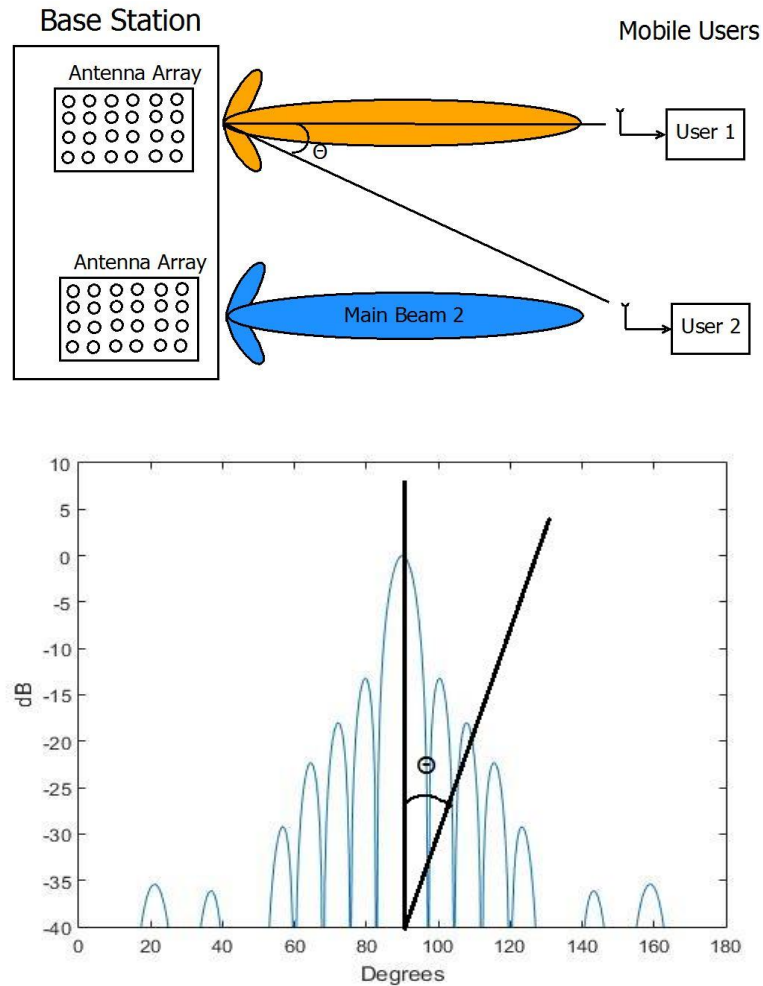 Base Station
Mobile Users
Antenna Array
User 1
Θ
Antenna Array
Main Beam 2
User 2
10
5
0
-5
-10
-15
-20
-25
-30
-35
-40
dB
Θ
0 20 40 60 80 100 120 140 160 180
Degrees